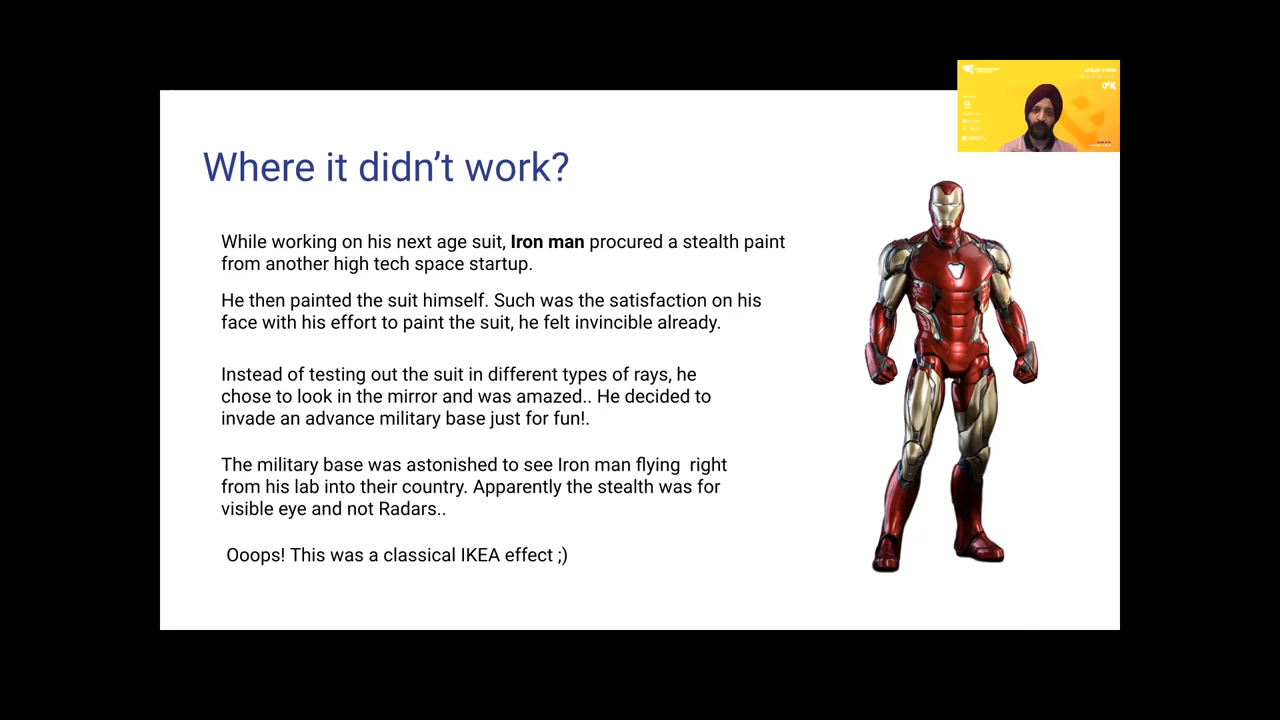 Where it didn’t work?
While working on his next age suit, Iron man procured a stealth paint
from another high tech space startup.
He then painted the suit himself. Such was the satisfaction on his
face with his effort to paint the suit, he felt invincible already.
Instead of testing out the suit in different types of rays, he
chose to look in the mirror and was amazed.. He decided to
invade an advance military base just for fun!.
The military base was astonished to see Iron man flying  right
from his lab into their country. Apparently the stealth was for
visible eye and not Radars..
Ooops! This was a classical IKEA effect ;)